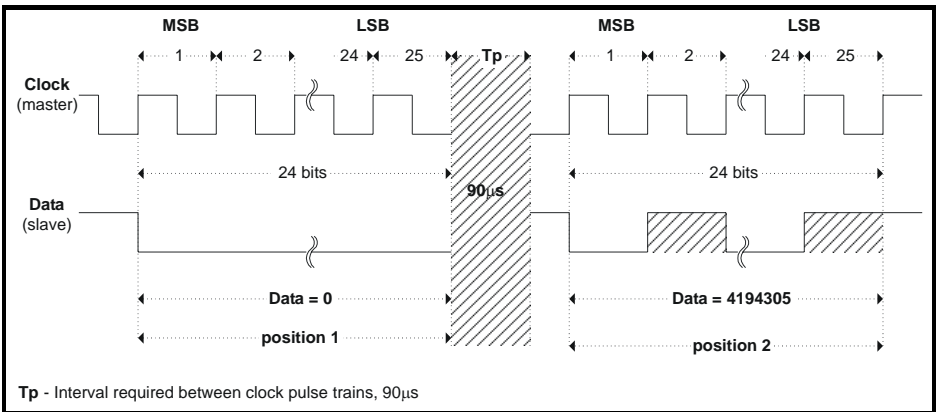 MSB LSB MSB LSB
1 2 24 25 Tp 1 2 24 25
Clock
(master)
24 bits 24 bits
90μs
Data
(slave)
Data = 0 Data = 4194305
position 1 position 2
Tp - Interval required between clock pulse trains, 90μs